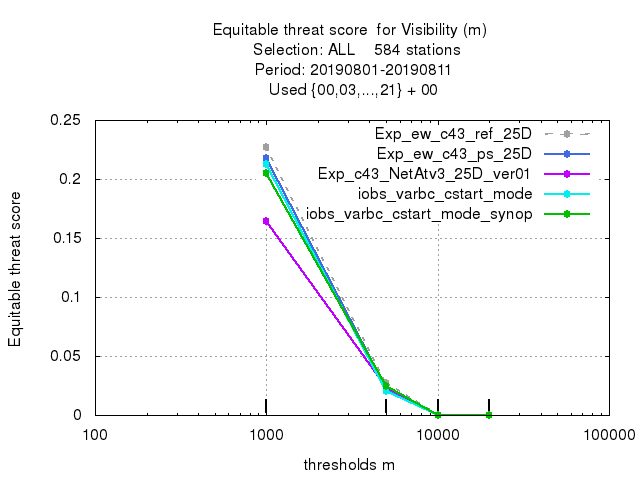 Equitable threat score  for Visibility (m)
Selection: ALL    584 stations
Period: 20190801-20190811
Used {00,03,...,21} + 00
Exp_ew_c43_ref_25D
Exp_ew_c43_ps_25D
Exp_c43_NetAtv3_25D_ver01
iobs_varbc_cstart_mode
iobs_varbc_cstart_mode_synop
Equitable threat score
0.25
0.2
0.15
0.1
0.05
0
100
1000
10000
100000
thresholds m